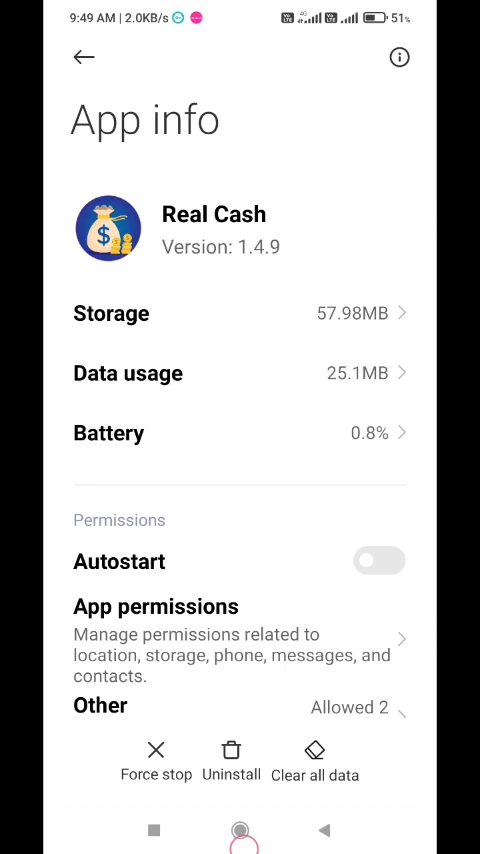 9:49 AM | 2.0KB/s 4G 51%
App info
Real Cash
Version: 1.4.9
Storage 57.98MB
Data usage 25.1MB
Battery 0.8%
Permissions
Autostart
App permissions
Manage permissions related to
location, storage, phone, messages, and
contacts.
Other Allowed 2
Force stop Uninstall Clear all data